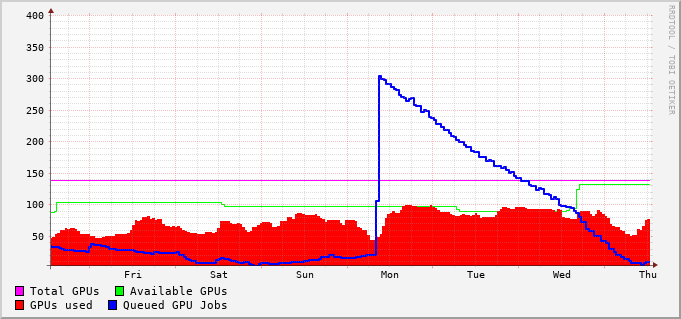 400
350
300
250
200
150
100
50
Fri Sat Sun Mon Tue Wed Thu
Total GPUs Available GPUs
GPUs used Queued GPU Jobs
RRDTOOL / TOBI OETIKER